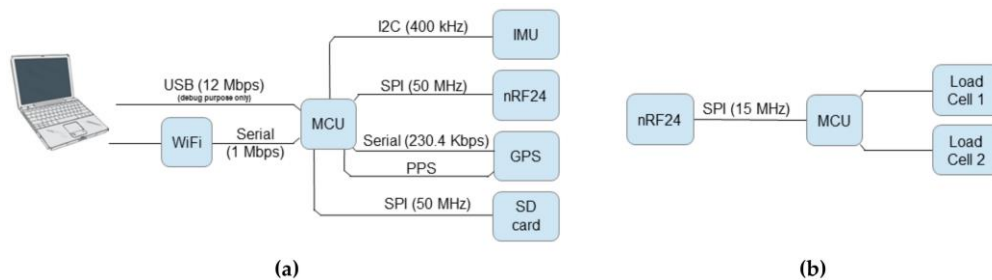 I2C (400 kHz)
IMU
USB (12 Mbps)
(debug purpose only)
SPI (50 MHz)
nRF24
MCU
WiFi
Serial
(1 Mbps)
Serial (230.4 Kbps)
GPS
PPS
SPI (50 MHz)
SD
card
(a)
nRF24
SPI (15 MHz)
MCU
Load
Cell 1
Load
Cell 2
(b)